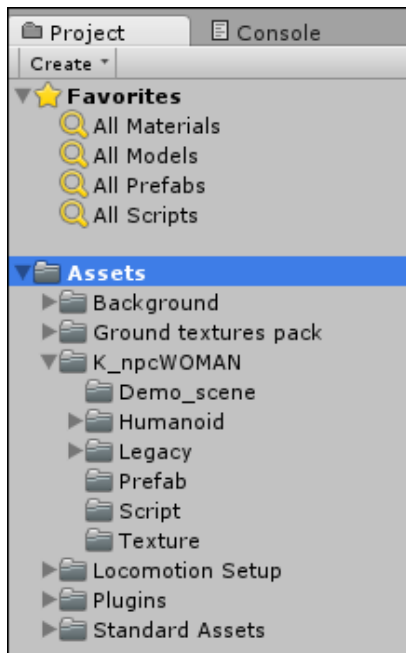 Project Console
Create
Favorites
All Materials
All Models
All Prefabs
All Scripts
Assets
Background
Ground textures pack
K_npcWOMAN
Demo_scene
Humanoid
Legacy
Prefab
Script
Texture
Locomotion Setup
Plugins
Standard Assets